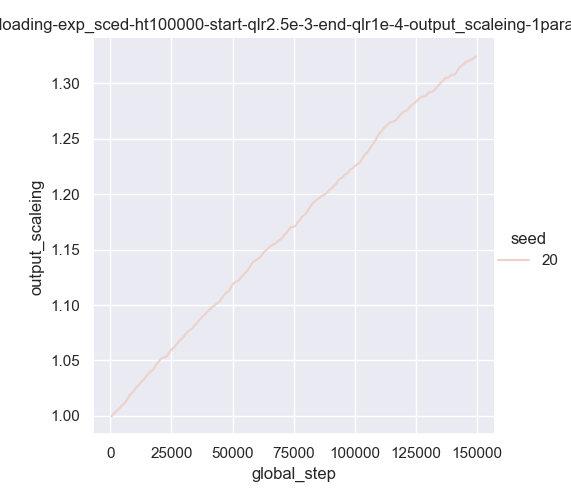 loading-exp_sced-ht100000-start-qlr2.5e-3-end-qlr1e-4-output_scaleing-1para
1.30
1.25
1.20
1.15
1.10
1.05
1.00
output_scaleing
0 25000 50000 75000 100000 125000 150000
global_step
seed
20